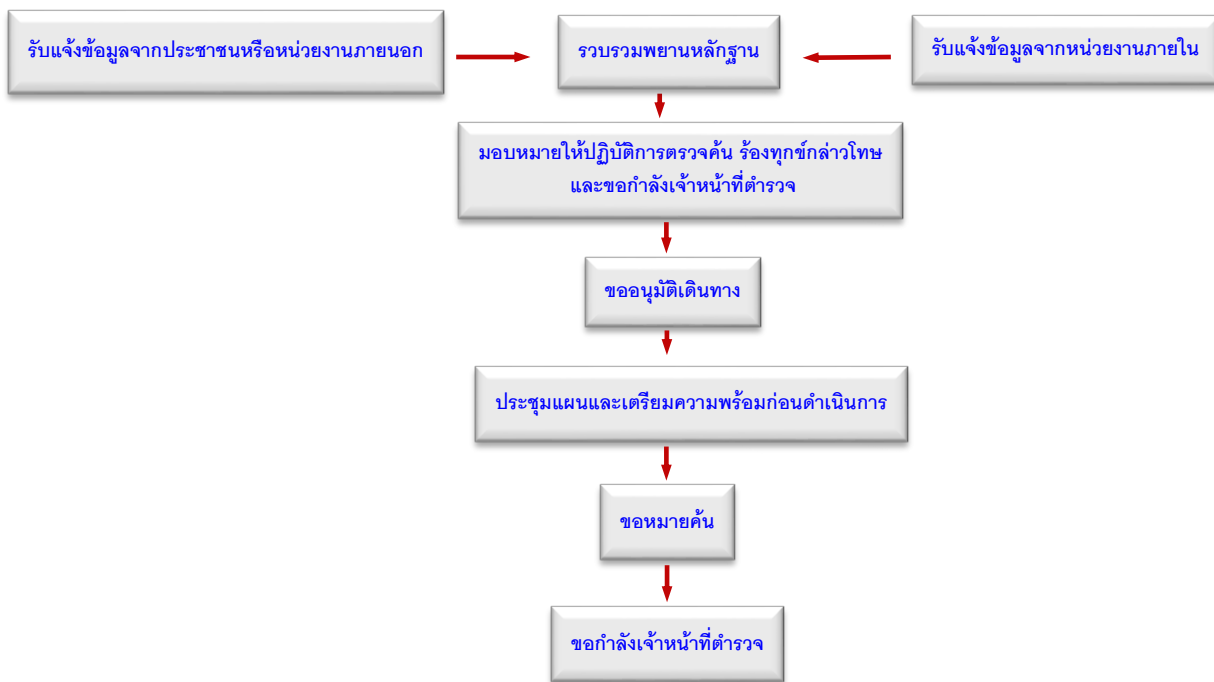 รับแจ้งข้อมูลจากประชาชนหรือหน่วยงานภายนอก
รวบรวมพยานหลักฐาน
รับแจ้งข้อมูลจากหน่วยงานภายใน
มอบหมายให้ปฏิบัติการตรวจค้น ร้องทุกข์กล่าวโทษ
และขอกำลังเจ้าหน้าที่ตำรวจ
ขออนุมัติเดินทาง
ประชุมแผนและเตรียมความพร้อมก่อนดำเนินการ
ขอหมายค้น
ขอกำลังเจ้าหน้าที่ตำรวจ